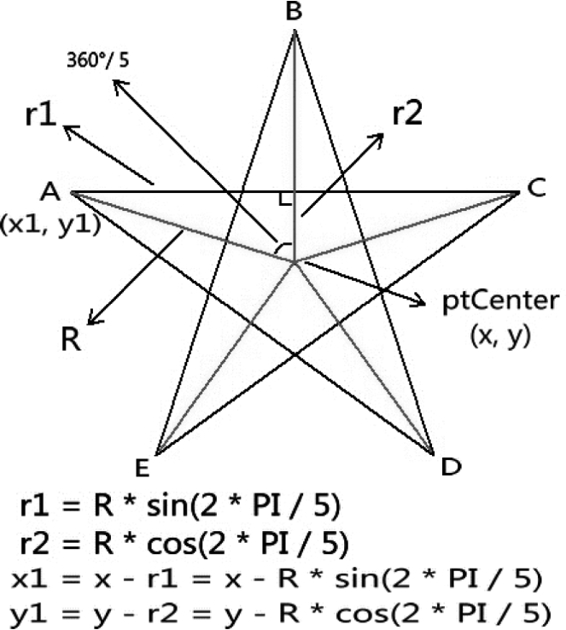 B
360°/5
r1
r2
A
C
(x1, y1)
ptCenter
(x, y)
R
E
D
r1 = R * sin(2 * PI / 5)
r2 = R * cos(2 * PI / 5)
x1 = x - r1 = x - R * sin(2 * PI / 5)
y1 = y - r2 = y - R * cos(2 * PI / 5)